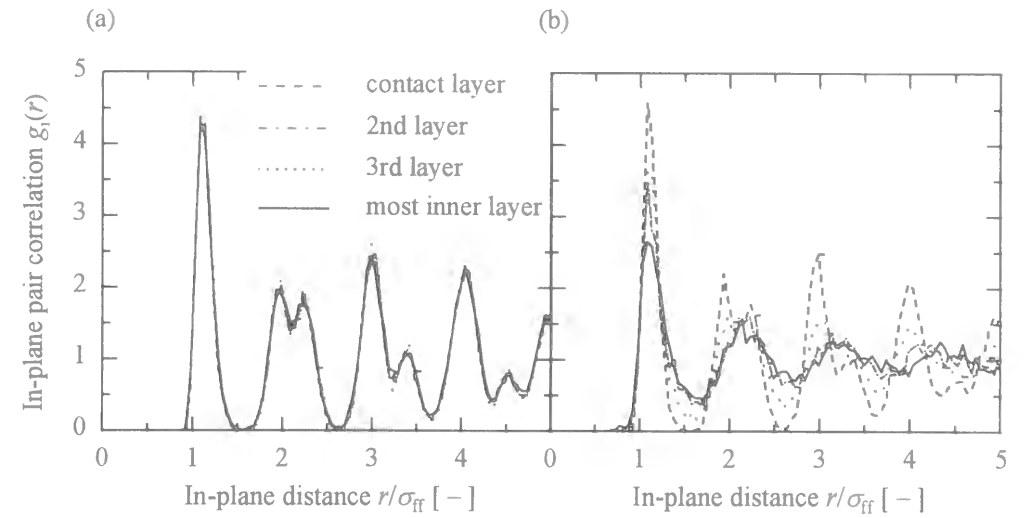 (a)
(b)
In-plane pair correlation g₁(r)
5
4
3
2
1
0
contact layer
2nd layer
3rd layer
most inner layer
0 1 2 3 4 0 1 2 3 4 5
In-plane distance r/σff [ − ] In-plane distance r/σff [ − ]